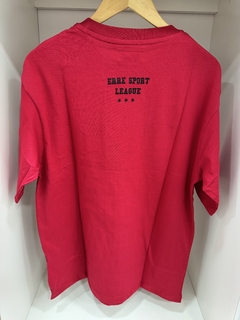 ERRE SPORT
LEAGUE
★ ★ ★